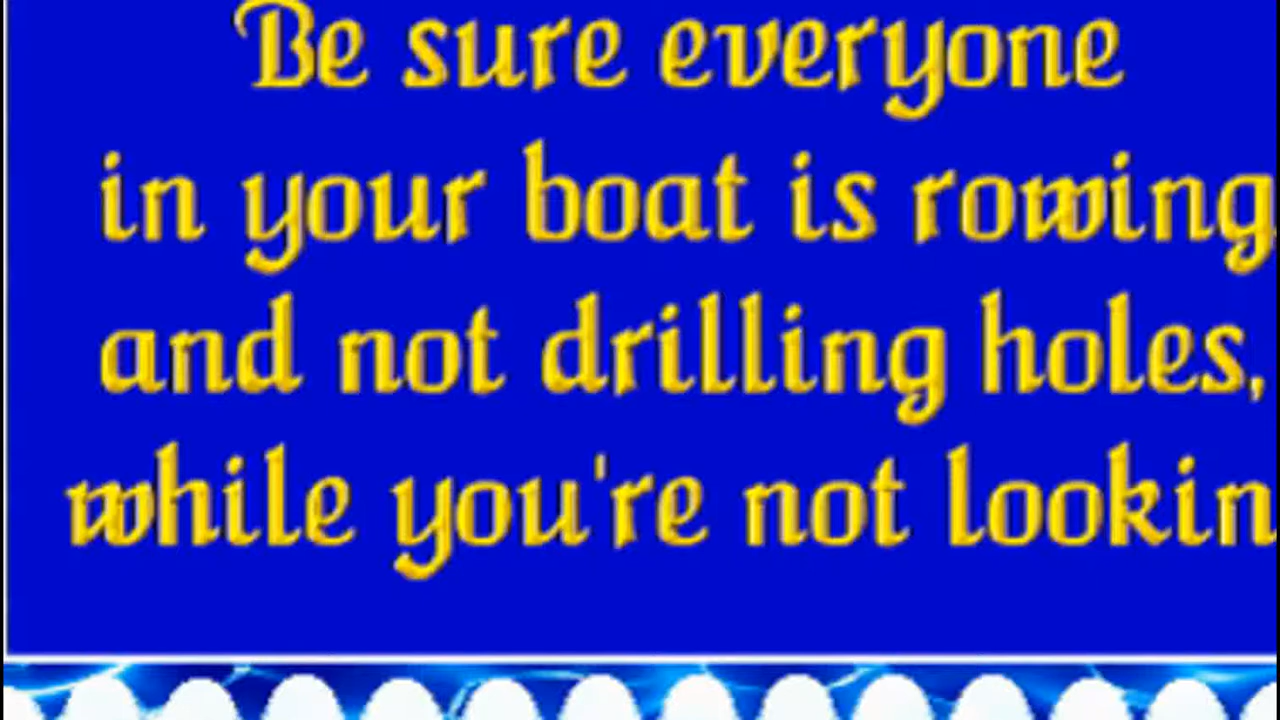 Be sure everyone
in your boat is rowing
and not drilling holes,
while you're not lookin